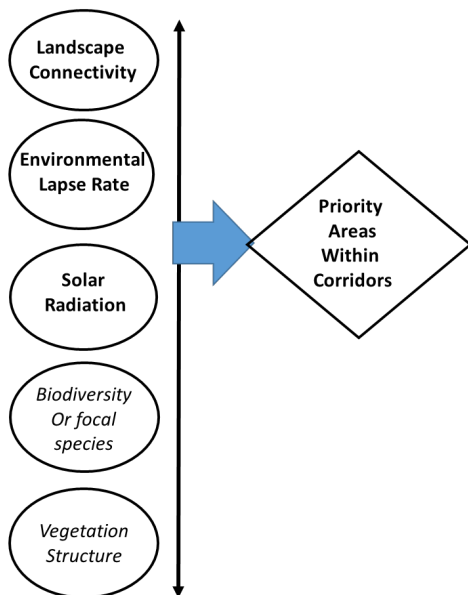 Landscape
Connectivity
Environmental
Lapse Rate
Solar
Radiation
Biodiversity
Or focal
species
Vegetation
Structure
Priority
Areas
Within
Corridors